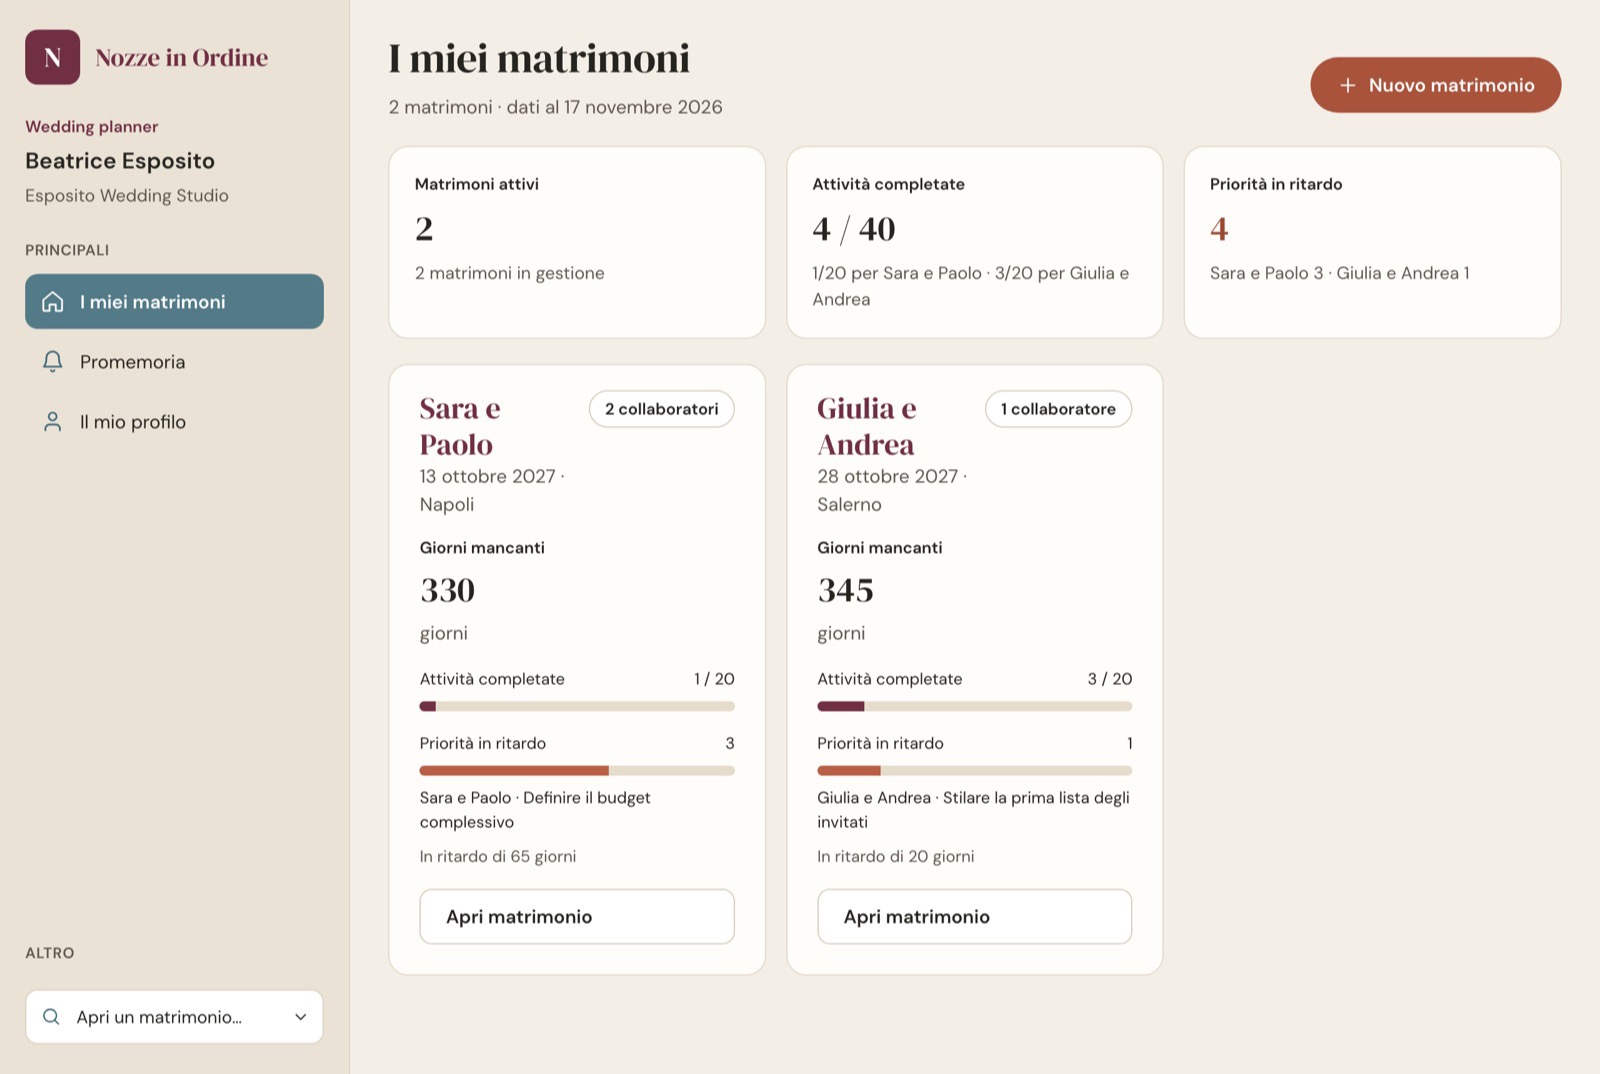 N
Nozze in Ordine
Wedding planner
Beatrice Esposito
Esposito Wedding Studio
PRINCIPALI
I miei matrimoni
Promemoria
Il mio profilo
ALTRO
Apri un matrimonio...
I miei matrimoni
2 matrimoni · dati al 17 novembre 2026
+ Nuovo matrimonio
Matrimoni attivi
2
2 matrimoni in gestione
Attività completate
4 / 40
1/20 per Sara e Paolo · 3/20 per Giulia e
Andrea
Priorità in ritardo
4
Sara e Paolo 3 · Giulia e Andrea 1
Sara e
Paolo
2 collaboratori
13 ottobre 2027 ·
Napoli
Giorni mancanti
330
giorni
Attività completate 1 / 20
Priorità in ritardo 3
Sara e Paolo · Definire il budget
complessivo
In ritardo di 65 giorni
Apri matrimonio
Giulia e
Andrea
1 collaboratore
28 ottobre 2027 ·
Salerno
Giorni mancanti
345
giorni
Attività completate 3 / 20
Priorità in ritardo 1
Giulia e Andrea · Stilare la prima lista degli
invitati
In ritardo di 20 giorni
Apri matrimonio